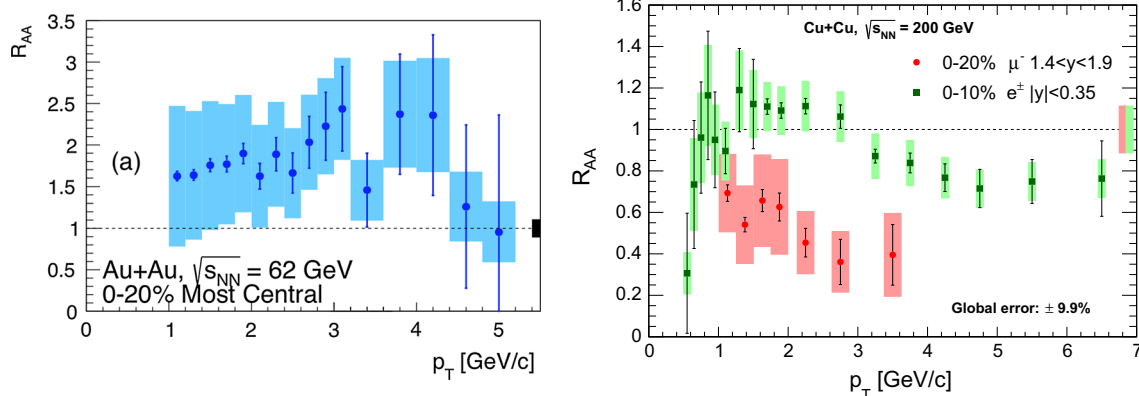 R_AA
3.5
3
2.5
2
1.5
1
0.5
0
(a)
Au+Au, √s_NN = 62 GeV
0-20% Most Central
0 1 2 3 4 5
p_T [GeV/c]
R_AA
1.6
1.4
1.2
1
0.8
0.6
0.4
0.2
0
Cu+Cu, √s_NN = 200 GeV
0-20% μ⁻ 1.4<y<1.9
0-10% e± |y|<0.35
Global error: ± 9.9%
0 1 2 3 4 5 6 7
p_T [GeV/c]